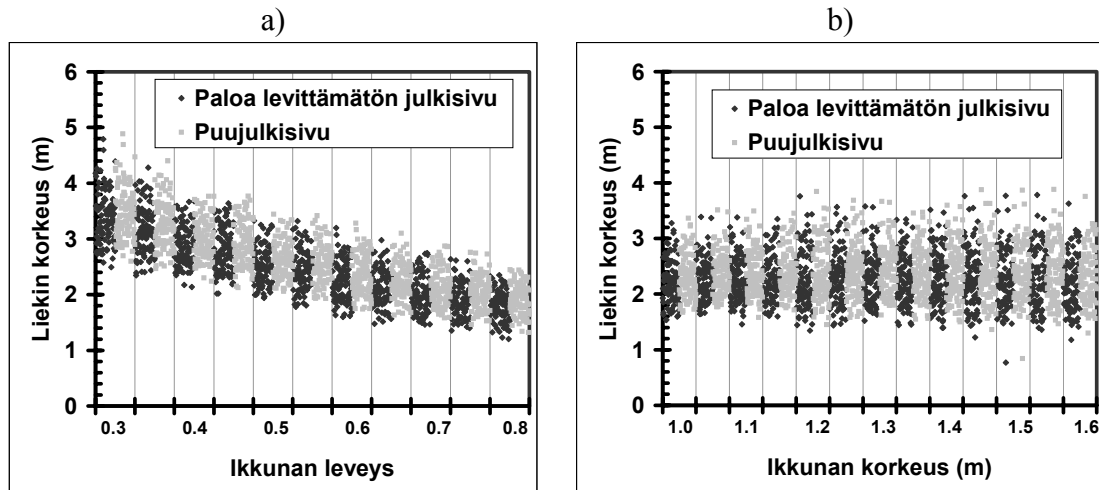 a)
6
5
4
3
2
1
0
Liekin korkeus (m)
Paloa levittämätön julkisivu
Puujulkisivu
0.3 0.4 0.5 0.6 0.7 0.8
Ikkunan leveys
b)
6
5
4
3
2
1
0
Liekin korkeus (m)
Paloa levittämätön julkisivu
Puujulkisivu
1.0 1.1 1.2 1.3 1.4 1.5 1.6
Ikkunan korkeus (m)